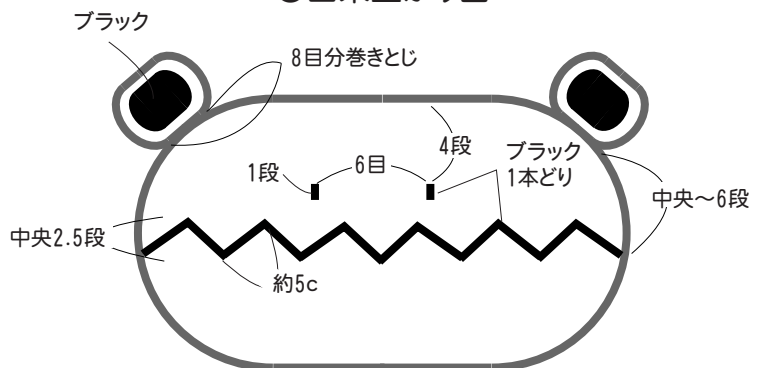 ブラック
8目分巻きとじ
4段
ブラック
1本どり
1段
6目
中央〜6段
中央2.5段
約5c